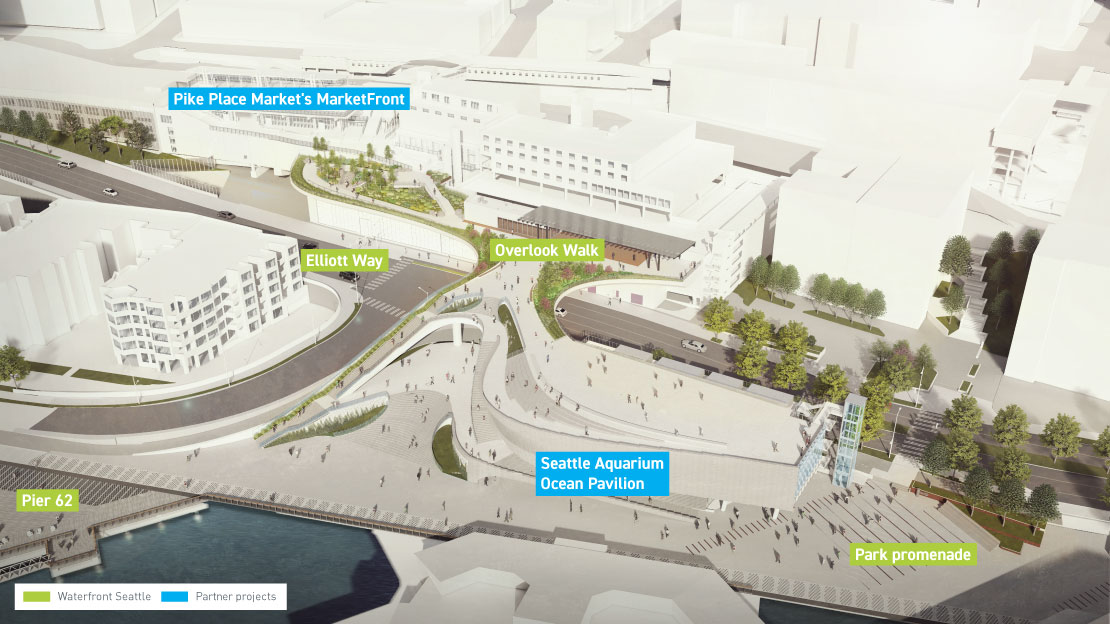 Pike Place Market's MarketFront
Overlook Walk
Elliott Way
Seattle Aquarium
Ocean Pavilion
Pier 62
Park promenade
Waterfront Seattle
Partner projects